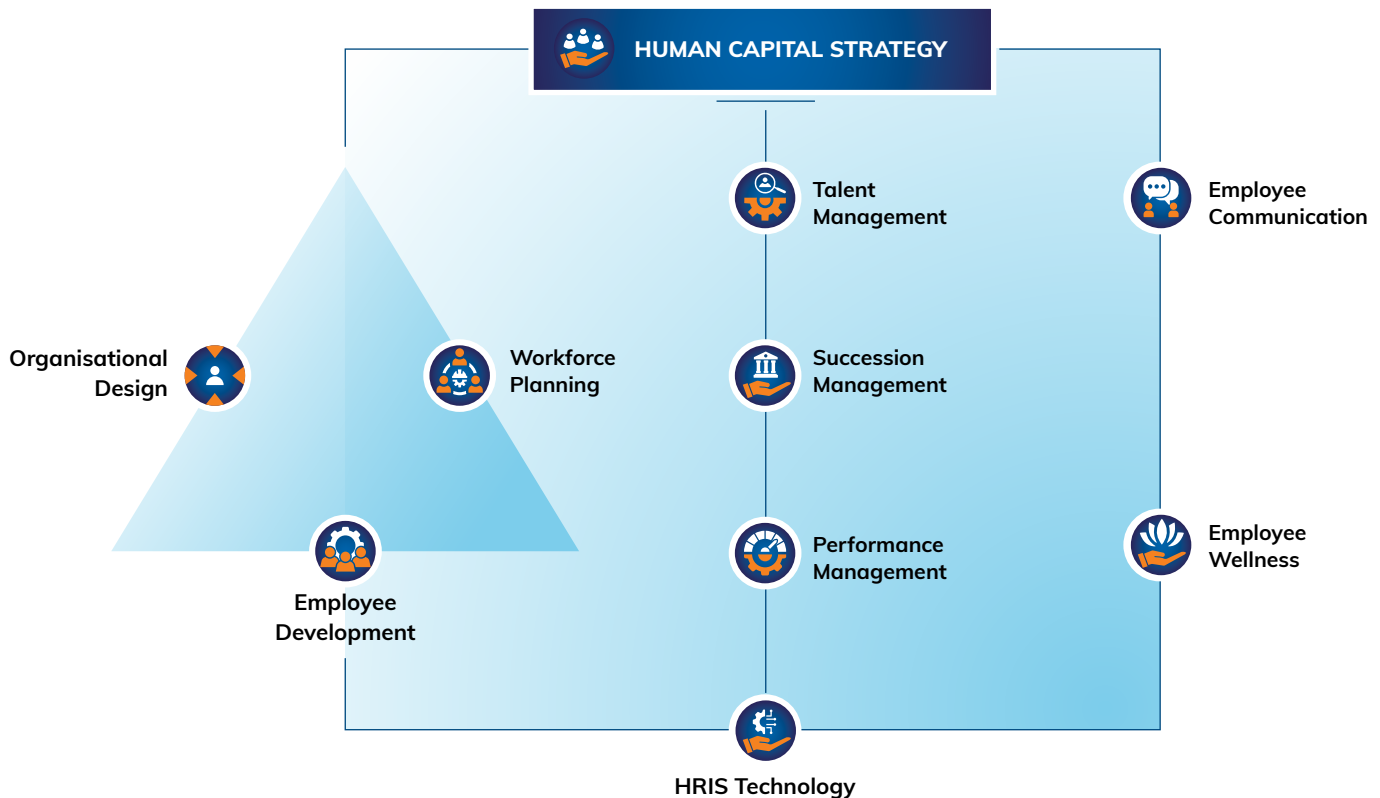 HUMAN CAPITAL STRATEGY
Talent
Management
Employee
Communication
Organisational
Design
Workforce
Planning
Succession
Management
Performance
Management
Employee
Wellness
Employee
Development
HRIS Technology